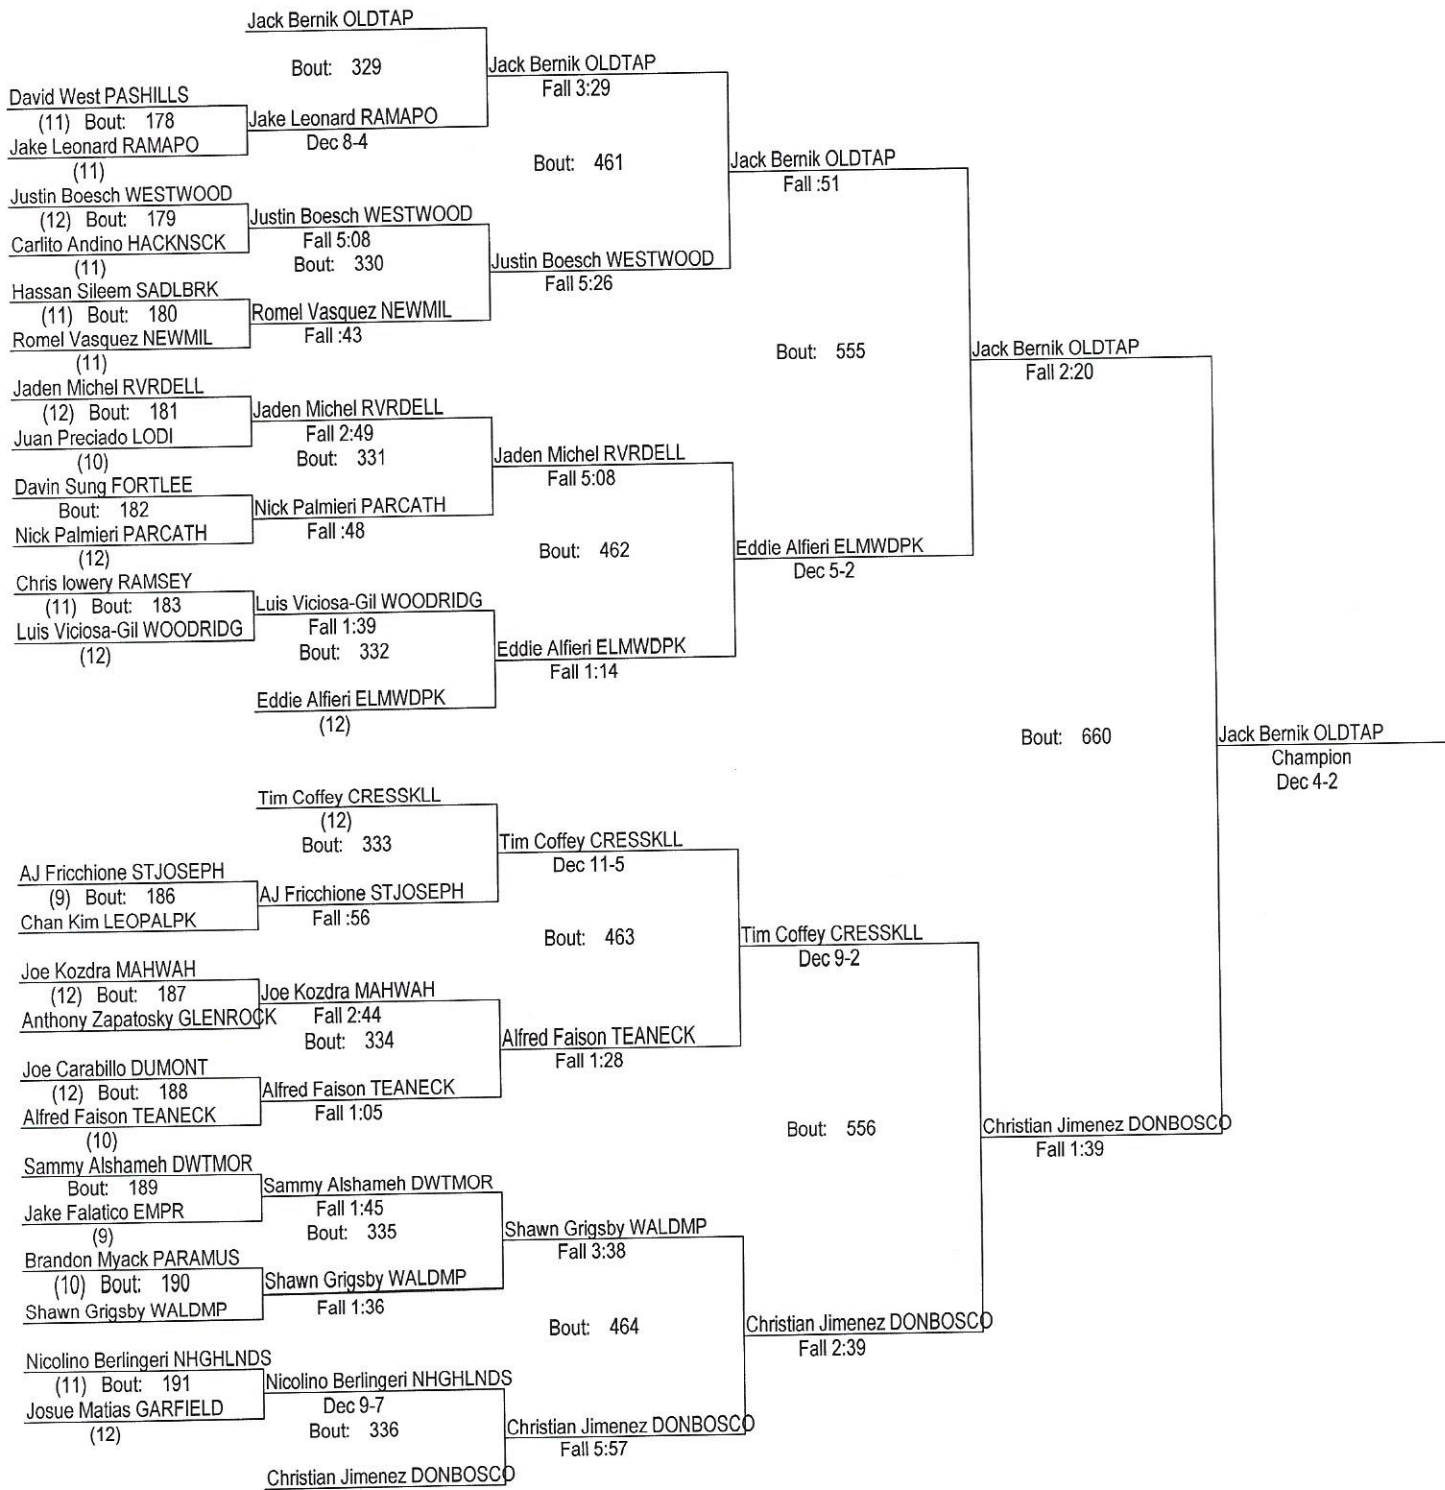 Jack Bernik OLDTAP
Bout: 329
Jack Bernik OLDTAP
Fall 3:29
David West PASHILLS
(11) Bout: 178
Jake Leonard RAMAPO
Jake Leonard RAMAPO
Dec 8-4
(11)
Bout: 461
Jack Bernik OLDTAP
Fall :51
Justin Boesch WESTWOOD
(12) Bout: 179
Carlito Andino HACKNSCK
(11)
Justin Boesch WESTWOOD
Fall 5:08
Bout: 330
Justin Boesch WESTWOOD
Fall 5:26
Hassan Sileem SADLBRK
(11) Bout: 180
Romel Vasquez NEWMIL
(11)
Romel Vasquez NEWMIL
Fall :43
Bout: 555
Jack Bernik OLDTAP
Fall 2:20
Jaden Michel RVRDELL
(12) Bout: 181
Juan Preciado LODI
(10)
Jaden Michel RVRDELL
Fall 2:49
Bout: 331
Jaden Michel RVRDELL
Fall 5:08
Davin Sung FORTLEE
Bout: 182
Nick Palmieri PARCATH
(12)
Nick Palmieri PARCATH
Fall :48
Bout: 462
Eddie Alfieri ELMWDPK
Dec 5-2
Chris lowery RAMSEY
(11) Bout: 183
Luis Viciosa-Gil WOODRIDG
(12)
Luis Viciosa-Gil WOODRIDG
Fall 1:39
Bout: 332
Eddie Alfieri ELMWDPK
Fall 1:14
Eddie Alfieri ELMWDPK
(12)
Bout: 660
Jack Bernik OLDTAP
Champion
Dec 4-2
Tim Coffey CRESSKLL
(12)
Bout: 333
Tim Coffey CRESSKLL
Dec 11-5
AJ Fricchione STJOSEPH
(9) Bout: 186
Chan Kim LEOPALPK
AJ Fricchione STJOSEPH
Fall :56
Bout: 463
Tim Coffey CRESSKLL
Dec 9-2
Joe Kozdra MAHWAH
(12) Bout: 187
Anthony Zapatosky GLENROCK
Joe Kozdra MAHWAH
Fall 2:44
Bout: 334
Alfred Faison TEANECK
Fall 1:28
Joe Carabillo DUMONT
(12) Bout: 188
Alfred Faison TEANECK
(10)
Alfred Faison TEANECK
Fall 1:05
Bout: 556
Christian Jimenez DONBOSCO
Fall 1:39
Sammy Alshameh DWTMOR
Bout: 189
Jake Falatico EMPR
(9)
Sammy Alshameh DWTMOR
Fall 1:45
Bout: 335
Shawn Grigsby WALDMP
Fall 3:38
Brandon Myack PARAMUS
(10) Bout: 190
Shawn Grigsby WALDMP
Shawn Grigsby WALDMP
Fall 1:36
Bout: 464
Christian Jimenez DONBOSCO
Fall 2:39
Nicolino Berlingeri NHGHLNDS
(11) Bout: 191
Josue Matias GARFIELD
(12)
Nicolino Berlingeri NHGHLNDS
Dec 9-7
Bout: 336
Christian Jimenez DONBOSCO
Fall 5:57
Christian Jimenez DONBOSCO